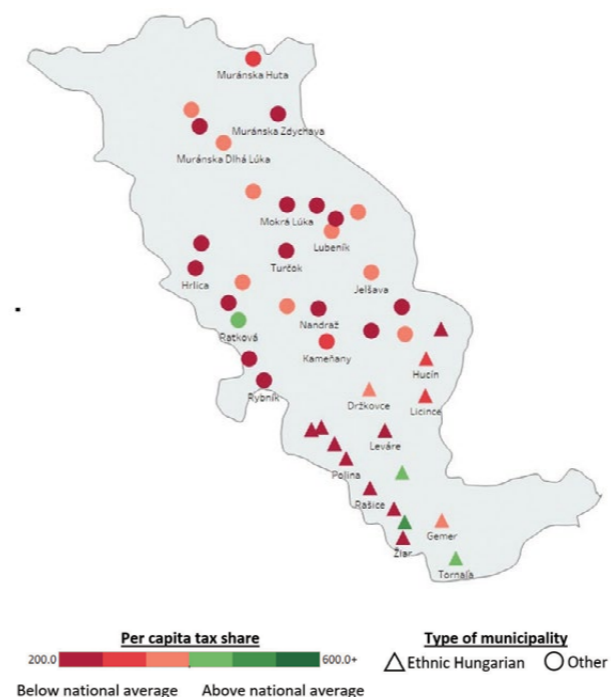 Muránska Huta
Muránska Zdychava
Muránska Dlhá Lúka
Mokrá Lúka
Lubeník
Turčok
Jelšava
Hrlica
Nandraž
Ratková
Kameňany
Hucín
Rybník
Držkovce
Licince
Leváre
Polina
Rašice
Gemer
Žiar
Tornaľa
Per capita tax share
200.0
600.0+
Below national average
Above national average
Type of municipality
Ethnic Hungarian
Other